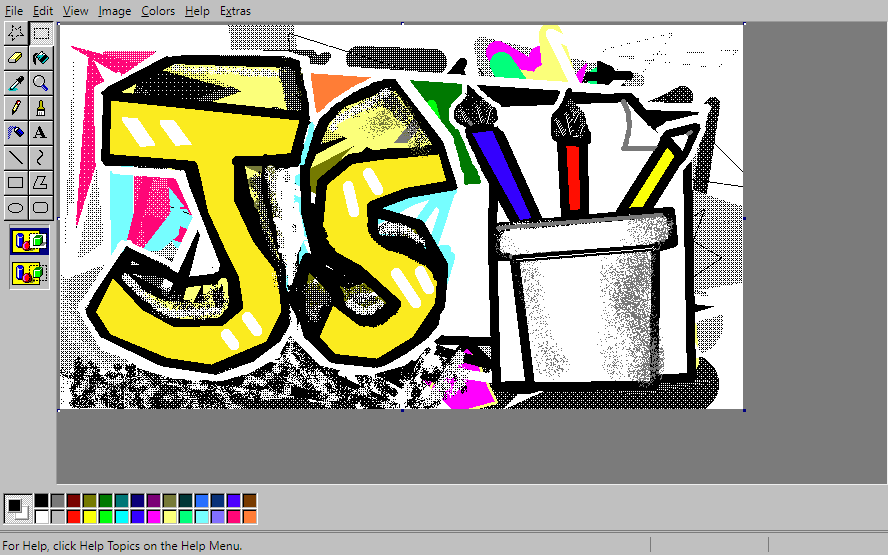 File Edit View Image Colors Help Extras
A
JS
For Help, click Help Topics on the Help Menu.